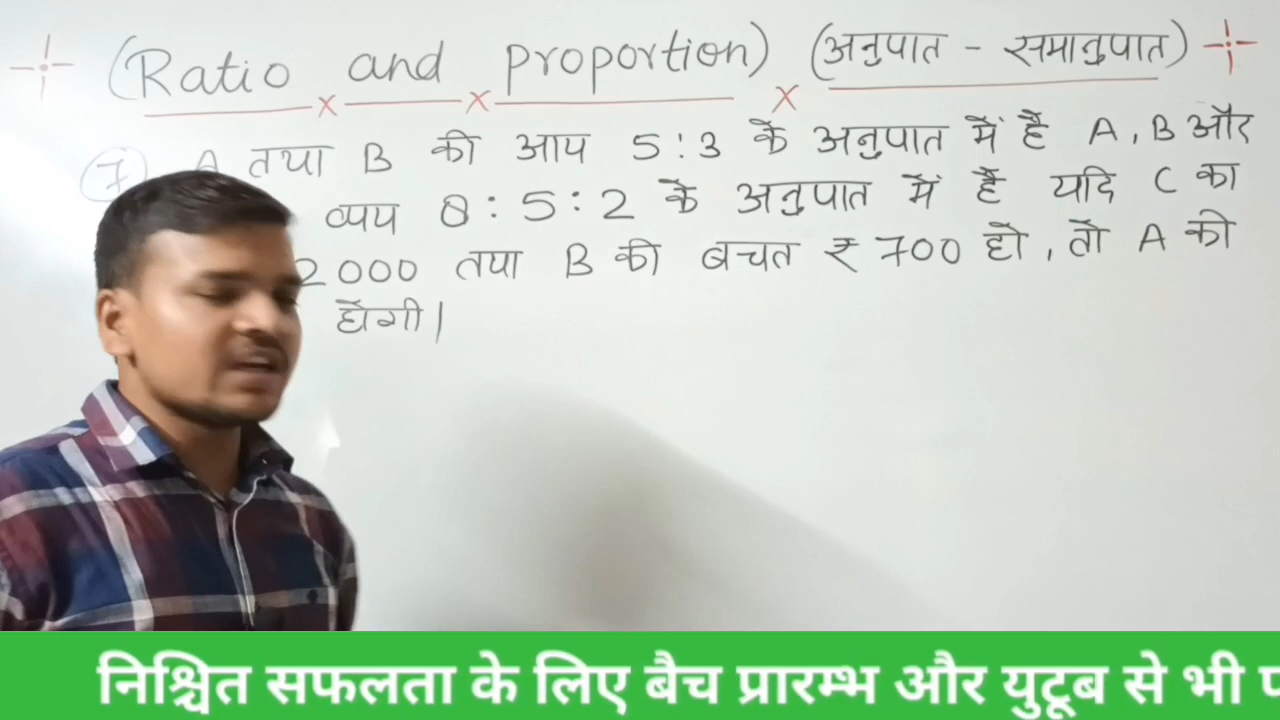 (Ratio and proportion) (अनुपात - समानुपात)
7 A तथा B की आय 5:3 के अनुपात में है A, B और
व्यय 8:5:2 के अनुपात में हैं यदि C का
2000 तथा B की बचत ₹ 700 हो, तो A की
होगी।
निश्चित सफलता के लिए बैच प्रारम्भ और युटूब से भी